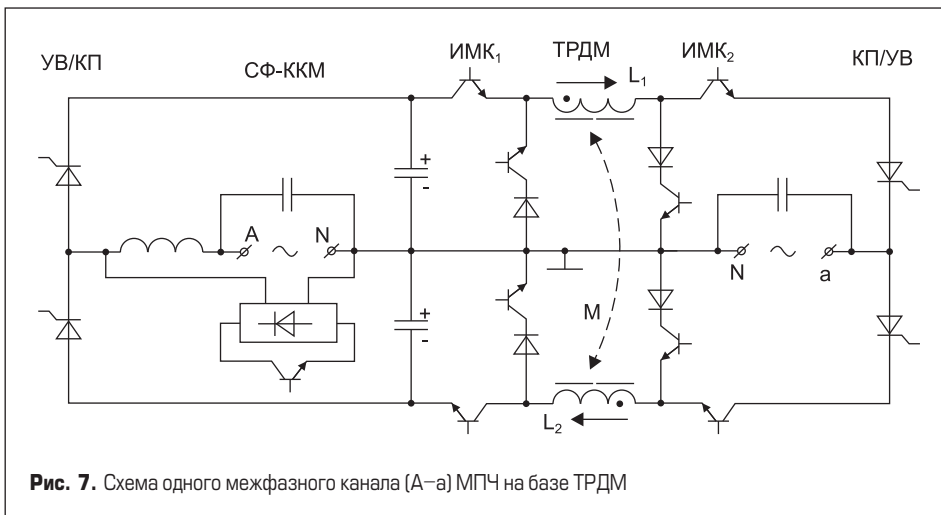 УВ/КП
СФ-ККМ
ИМК₁
ТРДМ
L₁
ИМК₂
КП/УВ
+
-
A
N
N
a
M
+
-
L₂
Рис. 7. Схема одного межфазного канала (А–а) МПЧ на базе ТРДМ